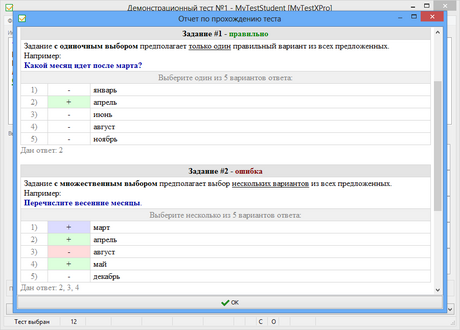 Демонстрационный тест №1 - MyTestStudent [MyTestXPro]
Отчет по прохождению теста
Задание #1 - правильно
Задание с одиночным выбором предполагает только один правильный вариант из всех предложенных.
Например:
Какой месяц идет после марта?
Выберите один из 5 вариантов ответа:
1) - январь
2) + апрель
3) - июнь
4) - август
5) - ноябрь
Дан ответ: 2
Задание #2 - ошибка
Задание с множественным выбором предполагает выбор нескольких вариантов из всех предложенных.
Например:
Перечислите весенние месяцы.
Выберите несколько из 5 вариантов ответа:
1) + март
2) + апрель
3) - август
4) + май
5) - декабрь
Дан ответ: 2, 3, 4
OK
Тест выбран 12 С О